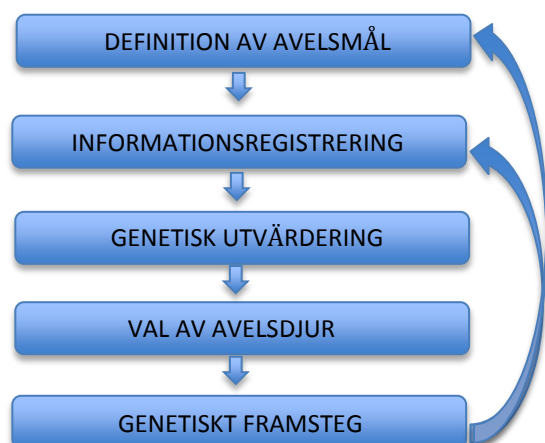 DEFINITION AV AVELSMÅL
INFORMATIONSREGISTRERING
GENETISK UTVÄRDERING
VAL AV AVELSDJUR
GENETISKT FRAMSTEG